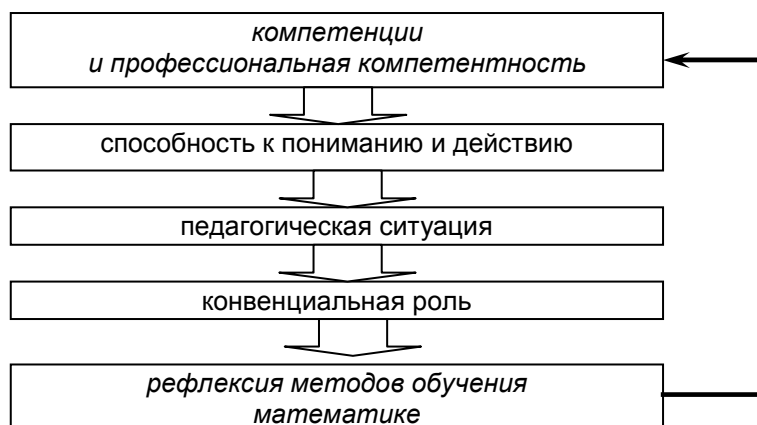 компетенции
и профессиональная компетентность
способность к пониманию и действию
педагогическая ситуация
конвенциальная роль
рефлексия методов обучения
математике